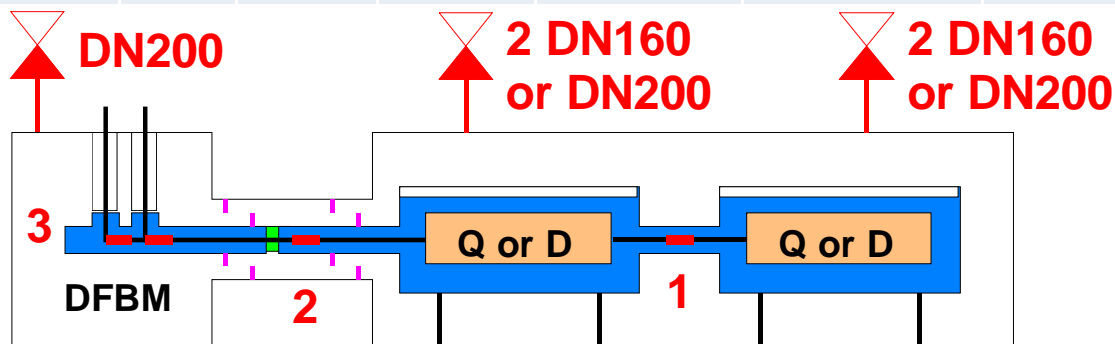 DN200
2 DN160
or DN200
2 DN160
or DN200
3
Q or D
Q or D
DFBM
2
1